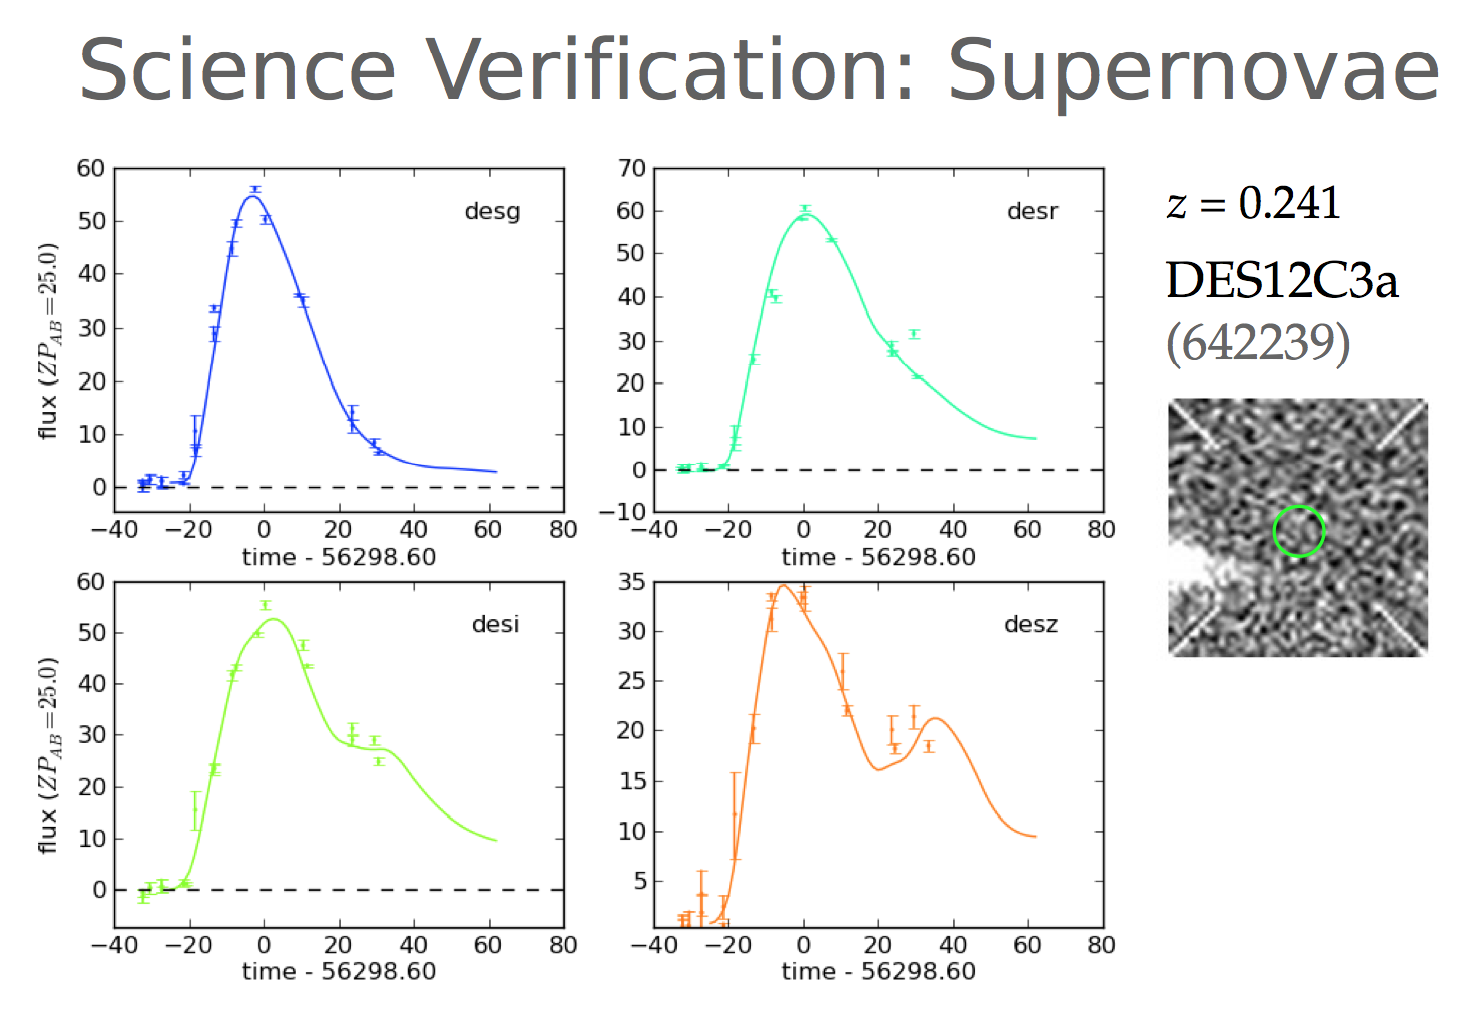 Science Verification: Supernovae
60
50
40
30
20
10
0
flux (ZP_AB=25.0)
desg
−40 −20 0 20 40 60 80
time - 56298.60
70
60
50
40
30
20
10
0
−10
desr
−40 −20 0 20 40 60 80
time - 56298.60
z = 0.241
DES12C3a
(642239)
60
50
40
30
20
10
0
flux (ZP_AB=25.0)
desi
−40 −20 0 20 40 60 80
time - 56298.60
35
30
25
20
15
10
5
desz
−40 −20 0 20 40 60 80
time - 56298.60